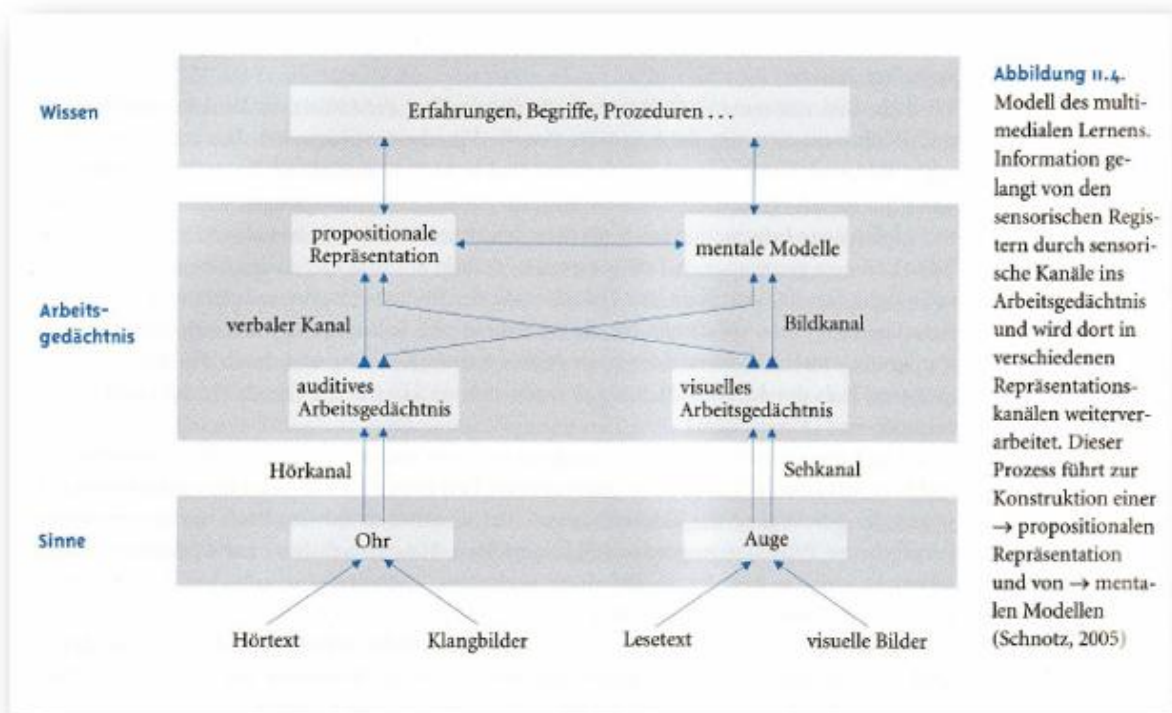 Wissen
Erfahrungen, Begriffe, Prozeduren . . .
propositionale
Repräsentation
mentale Modelle
Arbeits-
gedächtnis
verbaler Kanal
Bildkanal
auditives
Arbeitsgedächtnis
visuelles
Arbeitsgedächtnis
Hörkanal
Sehkanal
Sinne
Ohr
Auge
Hörtext
Klangbilder
Lesetext
visuelle Bilder
Abbildung 11.4.
Modell des multi-
medialen Lernens.
Information ge-
langt von den
sensorischen Regis-
tern durch sensori-
sche Kanäle ins
Arbeitsgedächtnis
und wird dort in
verschiedenen
Repräsentations-
kanälen weiterver-
arbeitet. Dieser
Prozess führt zur
Konstruktion einer
→ propositionalen
Repräsentation
und von → menta-
len Modellen
(Schnotz, 2005)